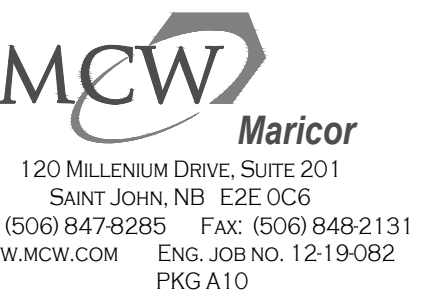 MCW
Maricor
120 Millenium Drive, Suite 201
Saint John, NB E2E 0C6
(506) 847-8285 Fax: (506) 848-2131
w.mcw.com Eng. job no. 12-19-082
PKG A10